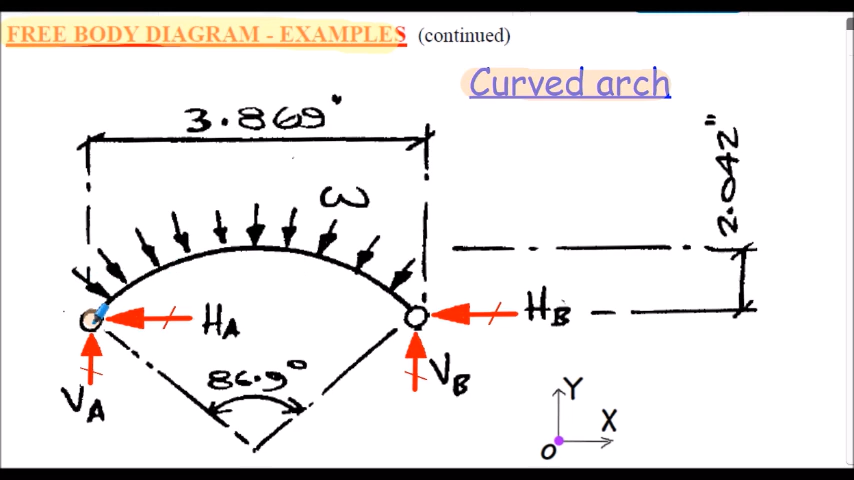 FREE BODY DIAGRAM - EXAMPLES (continued)
Curved arch
3.869"
2.042"
ω
H_A
H_B
86.9°
V_A
V_B
Y
X
O